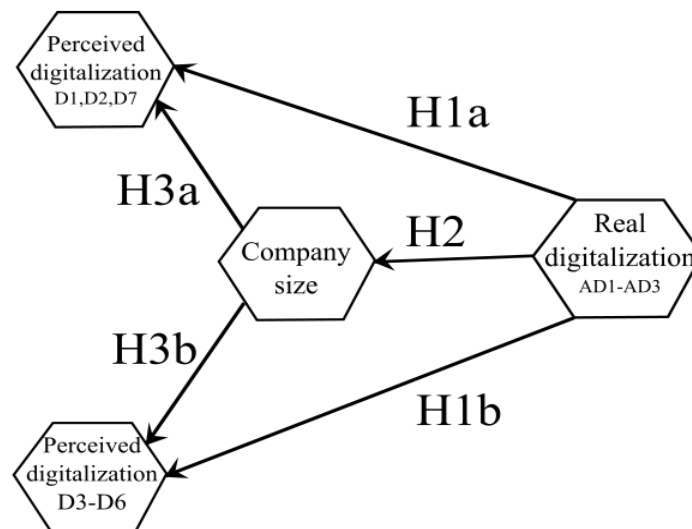 Perceived
digitalization
D1,D2,D7
H1a
H3a
H2
Real
digitalization
AD1-AD3
Company
size
H3b
H1b
Perceived
digitalization
D3-D6